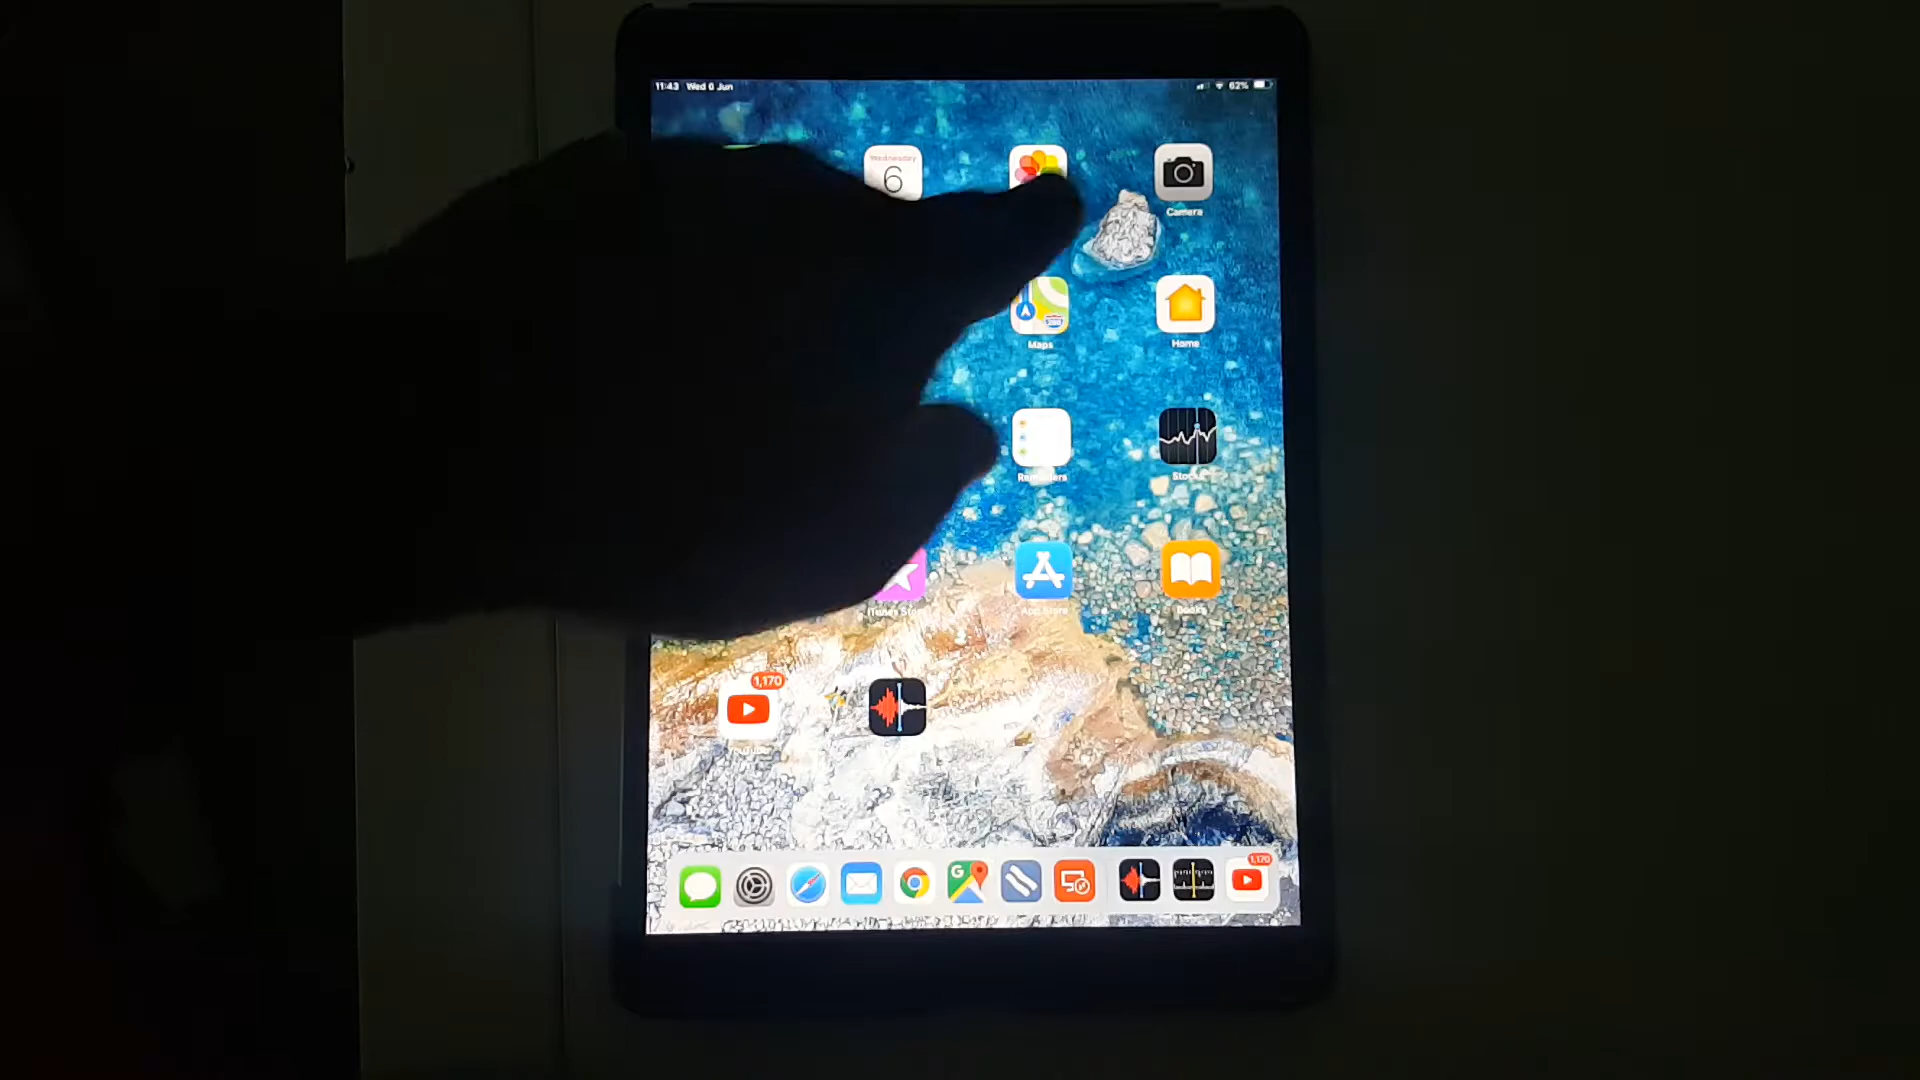 11:43 Wed 6 Jun
62%
Wednesday
6
Camera
Maps
Home
Reminders
Stocks
iTunes Store
App Store
Books
1,170
YouTube
G
1,170